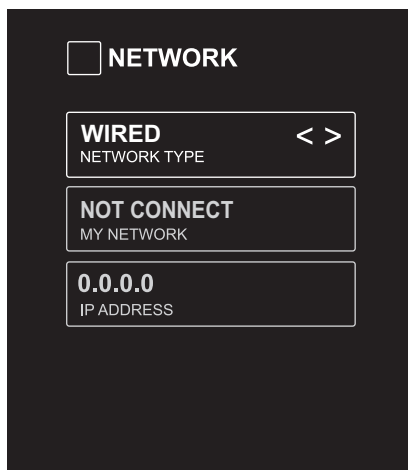 NETWORK
WIRED < >
NETWORK TYPE
NOT CONNECT
MY NETWORK
0.0.0.0
IP ADDRESS